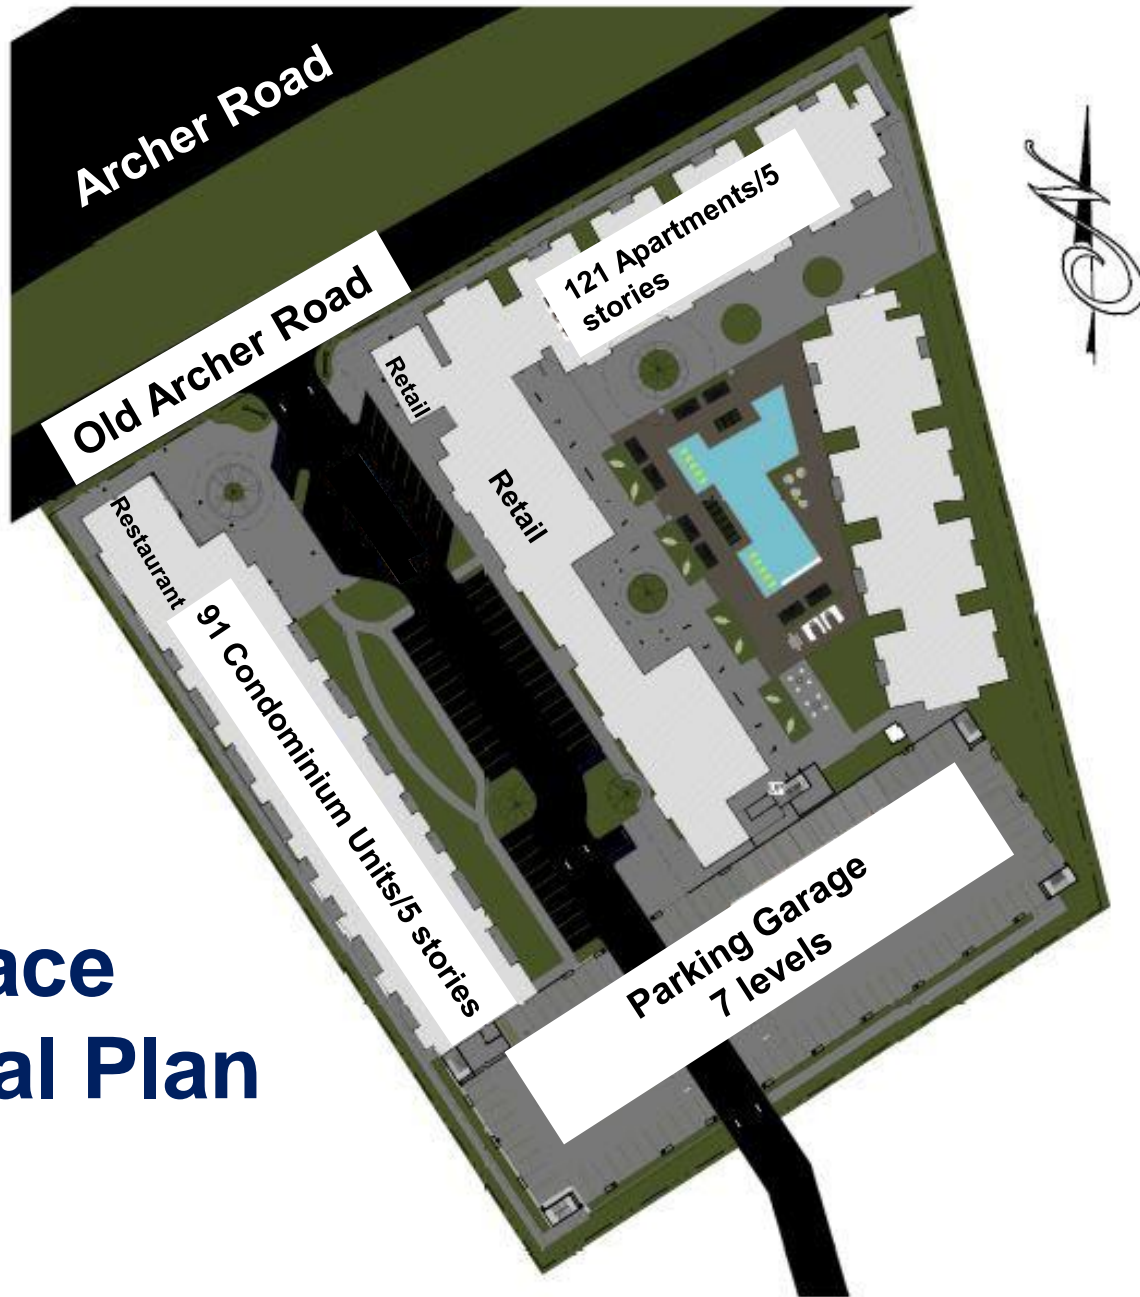 Archer Road
121 Apartments/5
stories
Old Archer Road
Retail
Retail
Restaurant
91 Condominium Units/5 stories
Parking Garage
7 levels
ace
al Plan
N